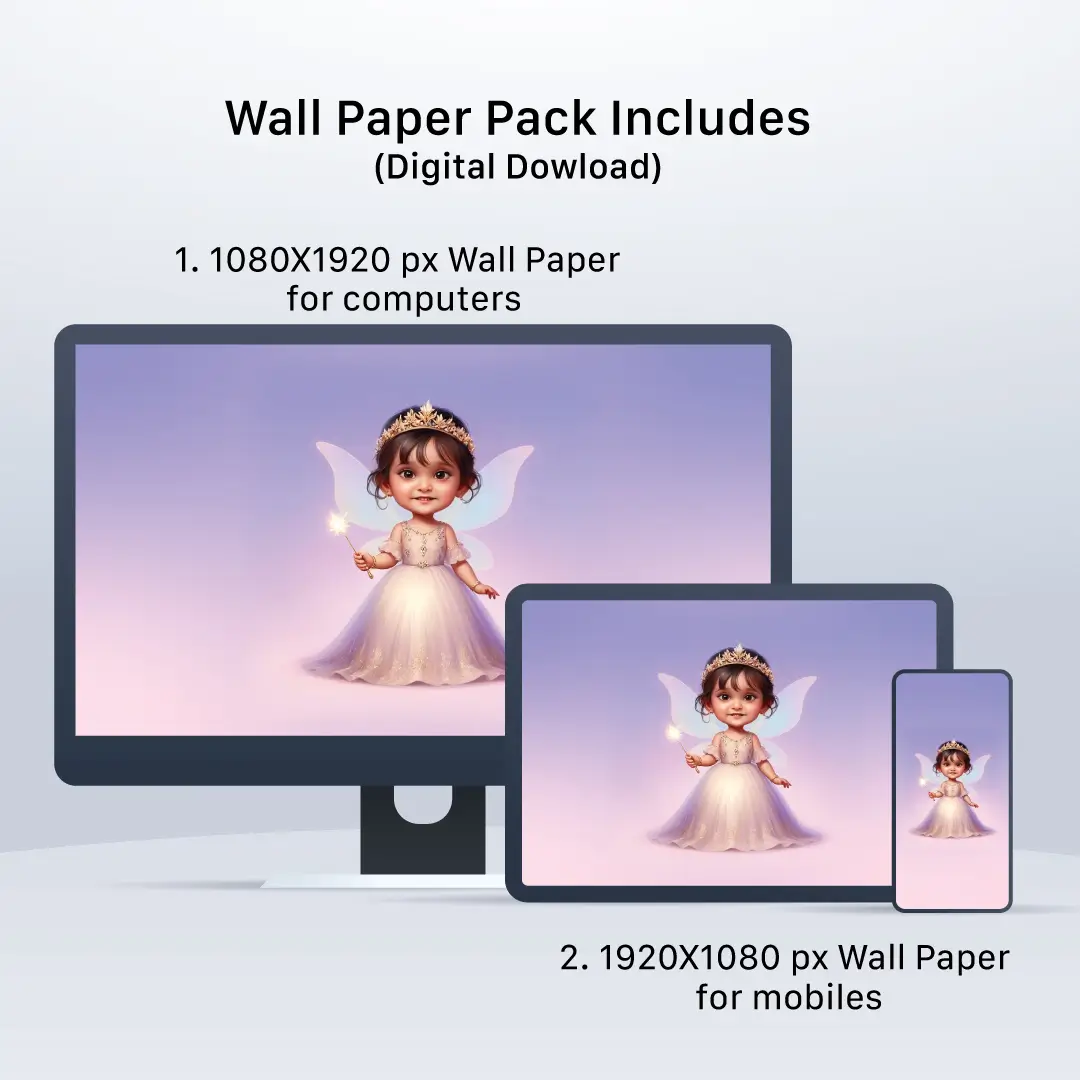 Wall Paper Pack Includes
(Digital Dowload)
1. 1080X1920 px Wall Paper
for computers
2. 1920X1080 px Wall Paper
for mobiles